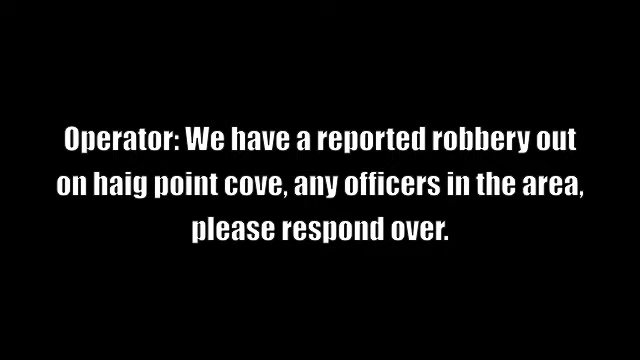 Operator: We have a reported robbery out
on haig point cove, any officers in the area,
please respond over.